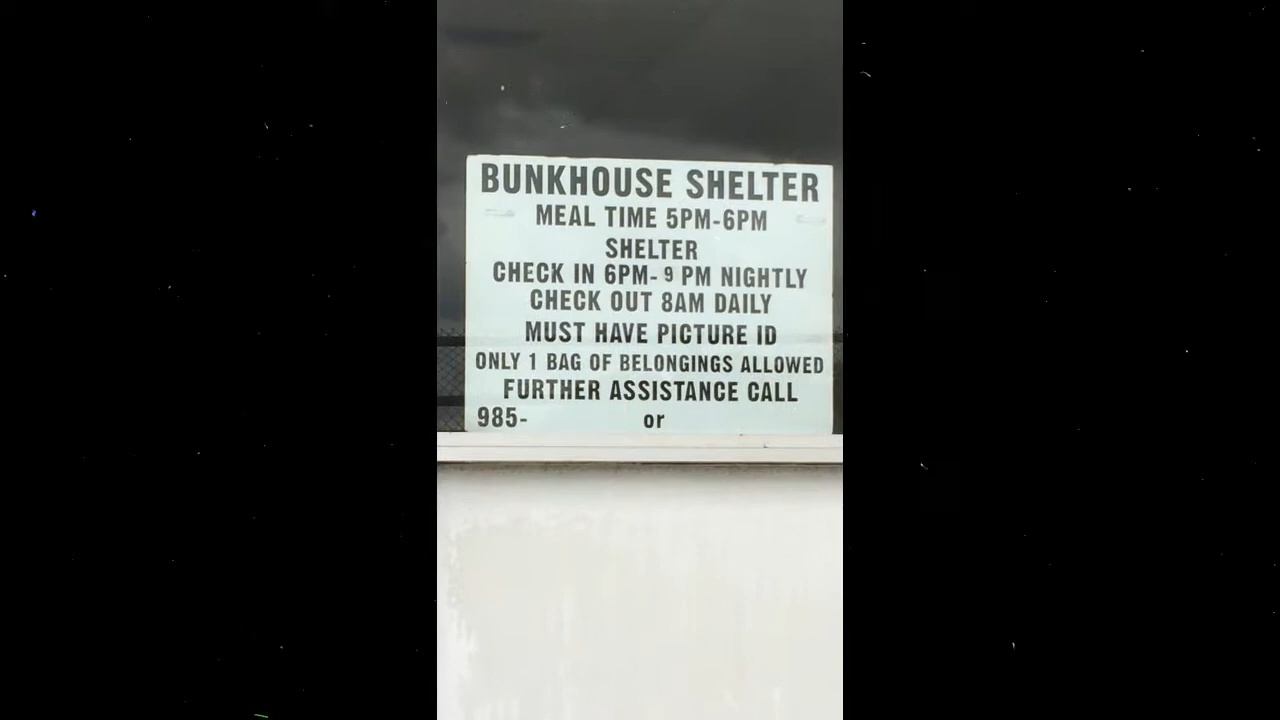 BUNKHOUSE SHELTER
MEAL TIME 5PM-6PM
SHELTER
CHECK IN 6PM- 9 PM NIGHTLY
CHECK OUT 8AM DAILY
MUST HAVE PICTURE ID
ONLY 1 BAG OF BELONGINGS ALLOWED
FURTHER ASSISTANCE CALL
985- or